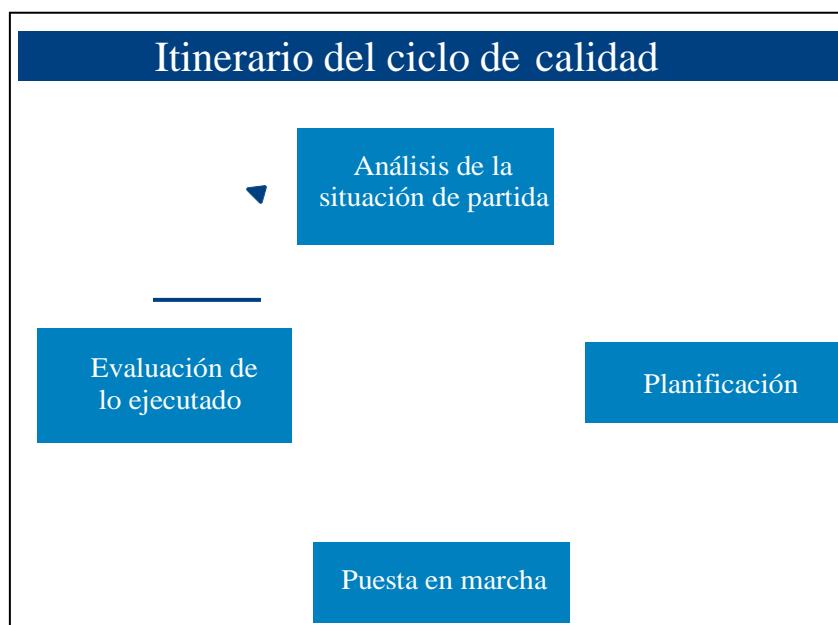 Itinerario del ciclo de calidad
Análisis de la
situación de partida
Evaluación de
lo ejecutado
Planificación
Puesta en marcha